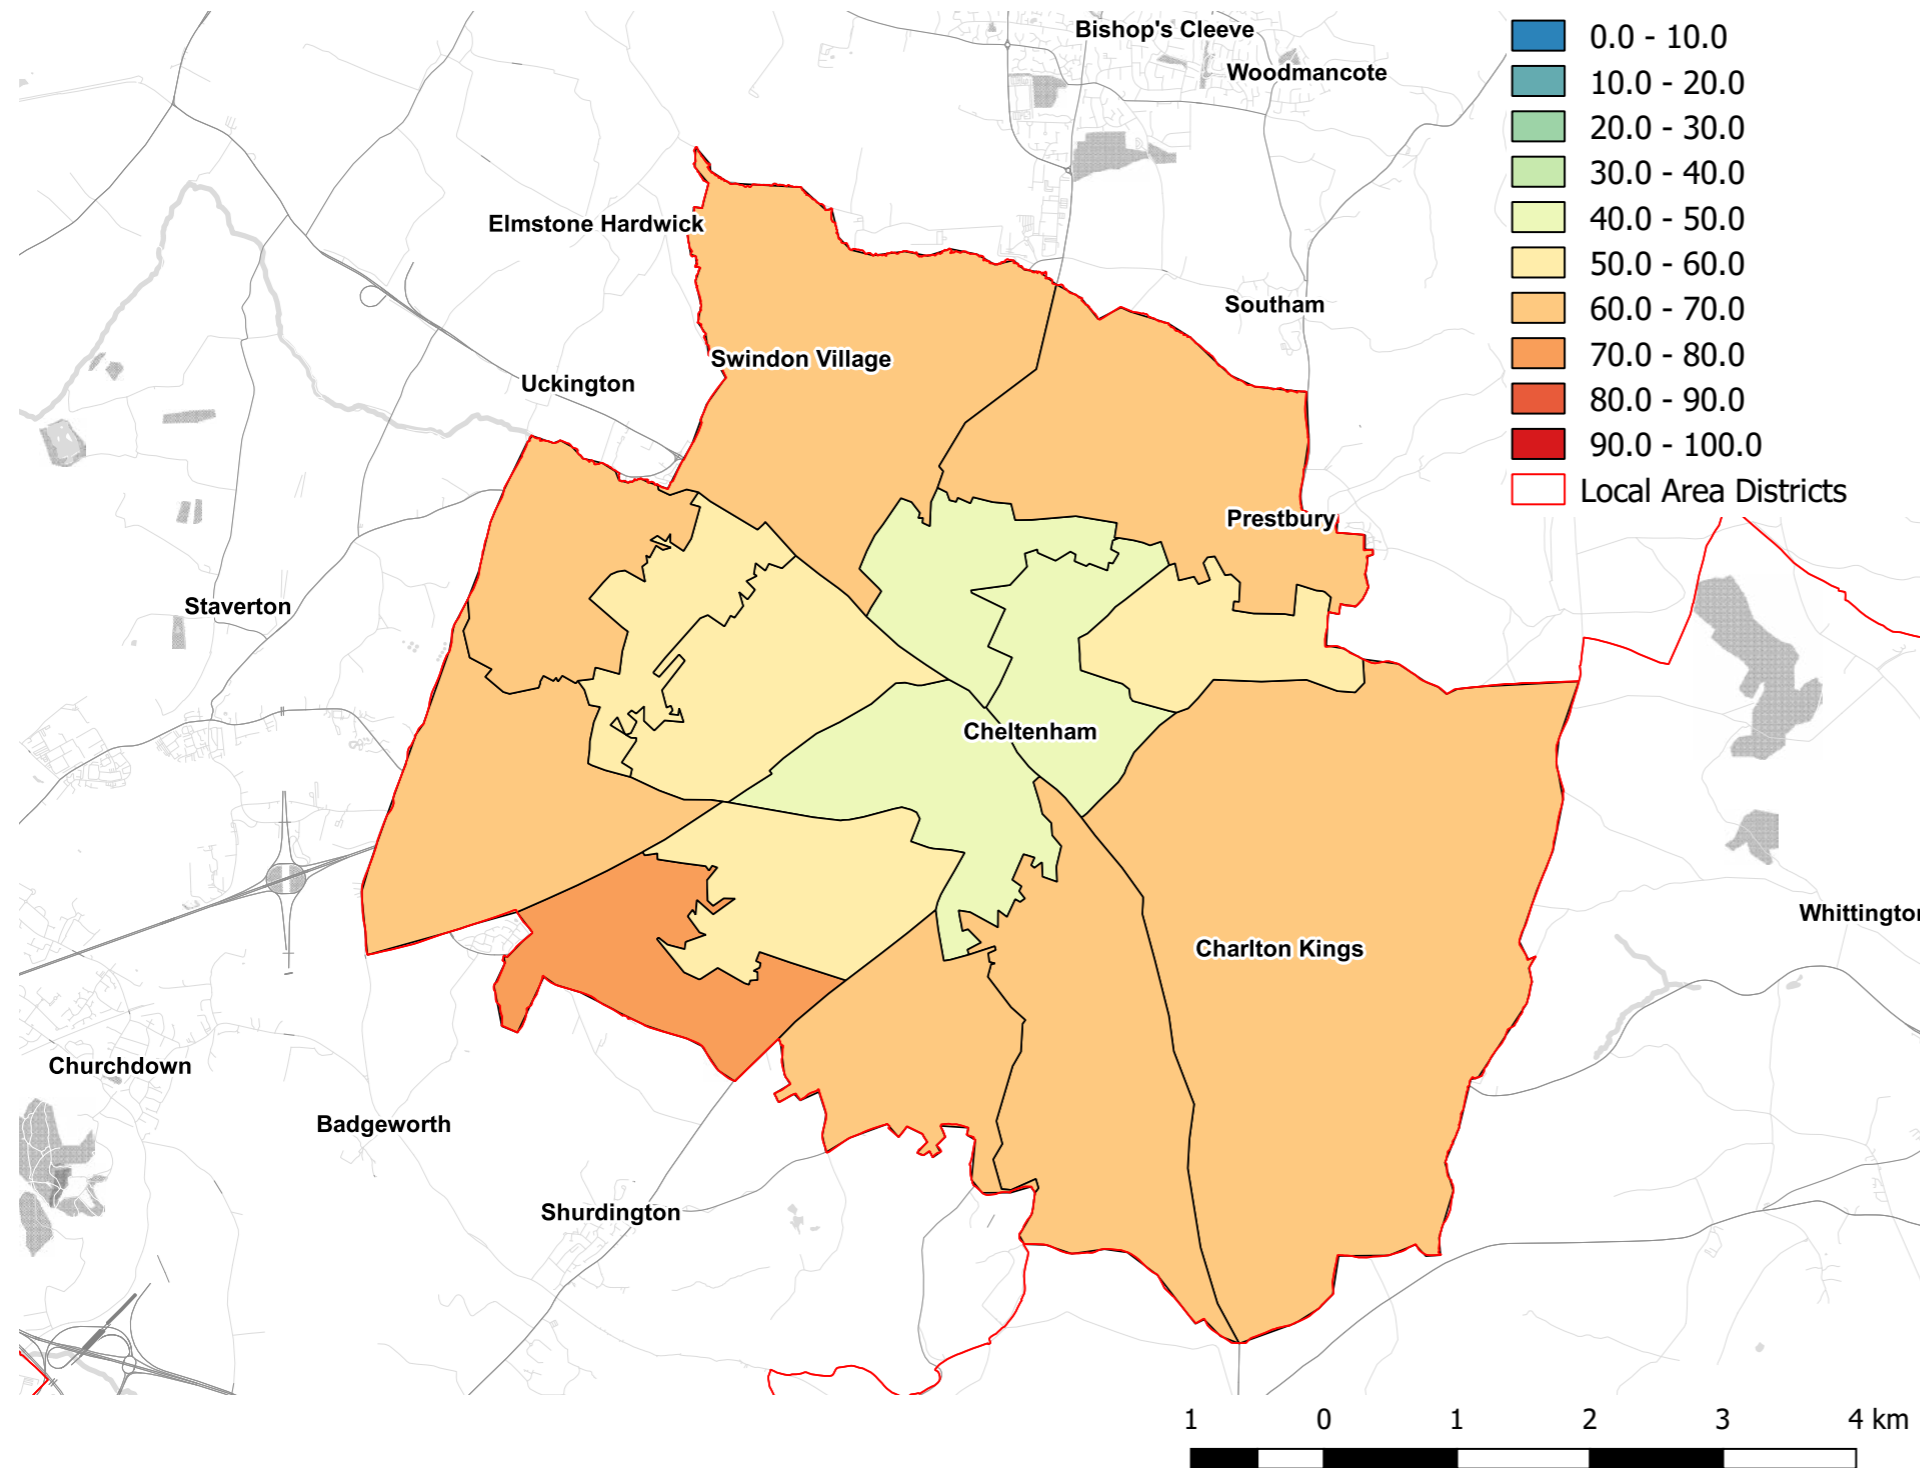 Bishop's Cleeve
Woodmancote
Elmstone Hardwick
Southam
Swindon Village
Uckington
Prestbury
Staverton
Cheltenham
Whittington
Charlton Kings
Churchdown
Badgeworth
Shurdington
0.0 - 10.0
10.0 - 20.0
20.0 - 30.0
30.0 - 40.0
40.0 - 50.0
50.0 - 60.0
60.0 - 70.0
70.0 - 80.0
80.0 - 90.0
90.0 - 100.0
Local Area Districts
1 0 1 2 3 4 km